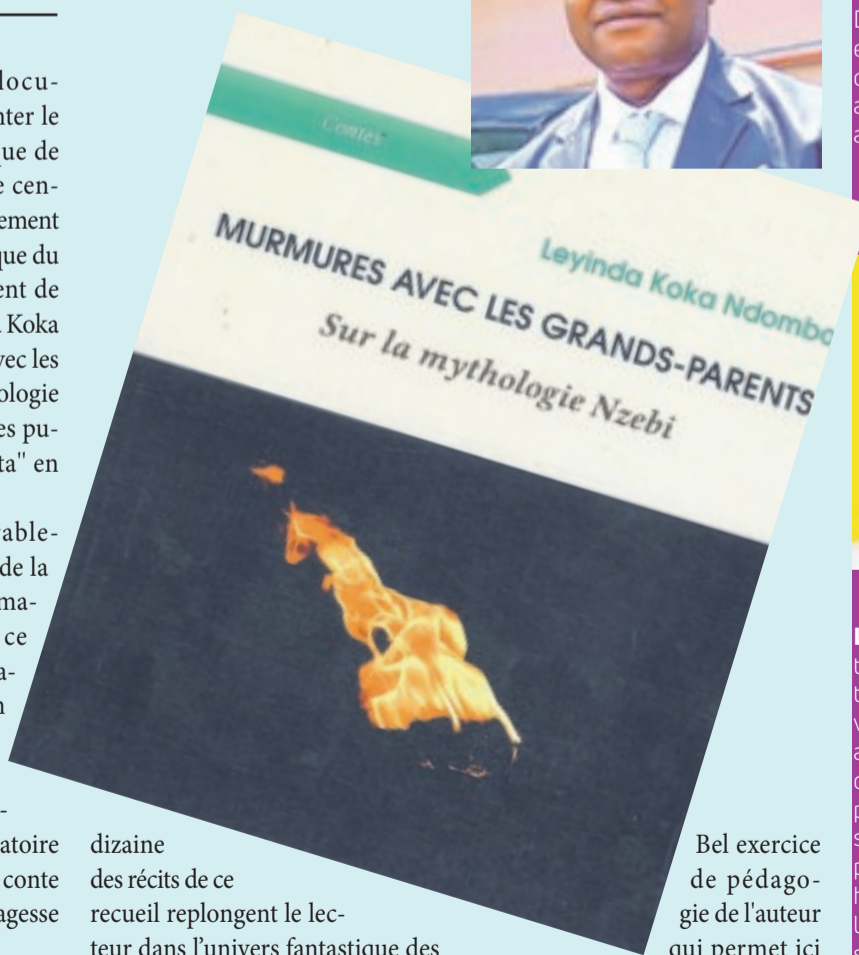 locu-
nter le
ue de
e cen-
ement
que du
ent de
Koka
vec les
ologie
es pu-
ta" en
able-
de la
ma-
ce
a-
n
-
atoire
conte
agesse
Contes
Leyinda Koka Ndombo
MURMURES AVEC LES GRANDS-PARENTS
Sur la mythologie Nzebi
dizaine
des récits de ce
recueil replongent le lec-
teur dans l'univers fantastique des
Bel exercice
de pédago-
gie de l'auteur
qui permet ici